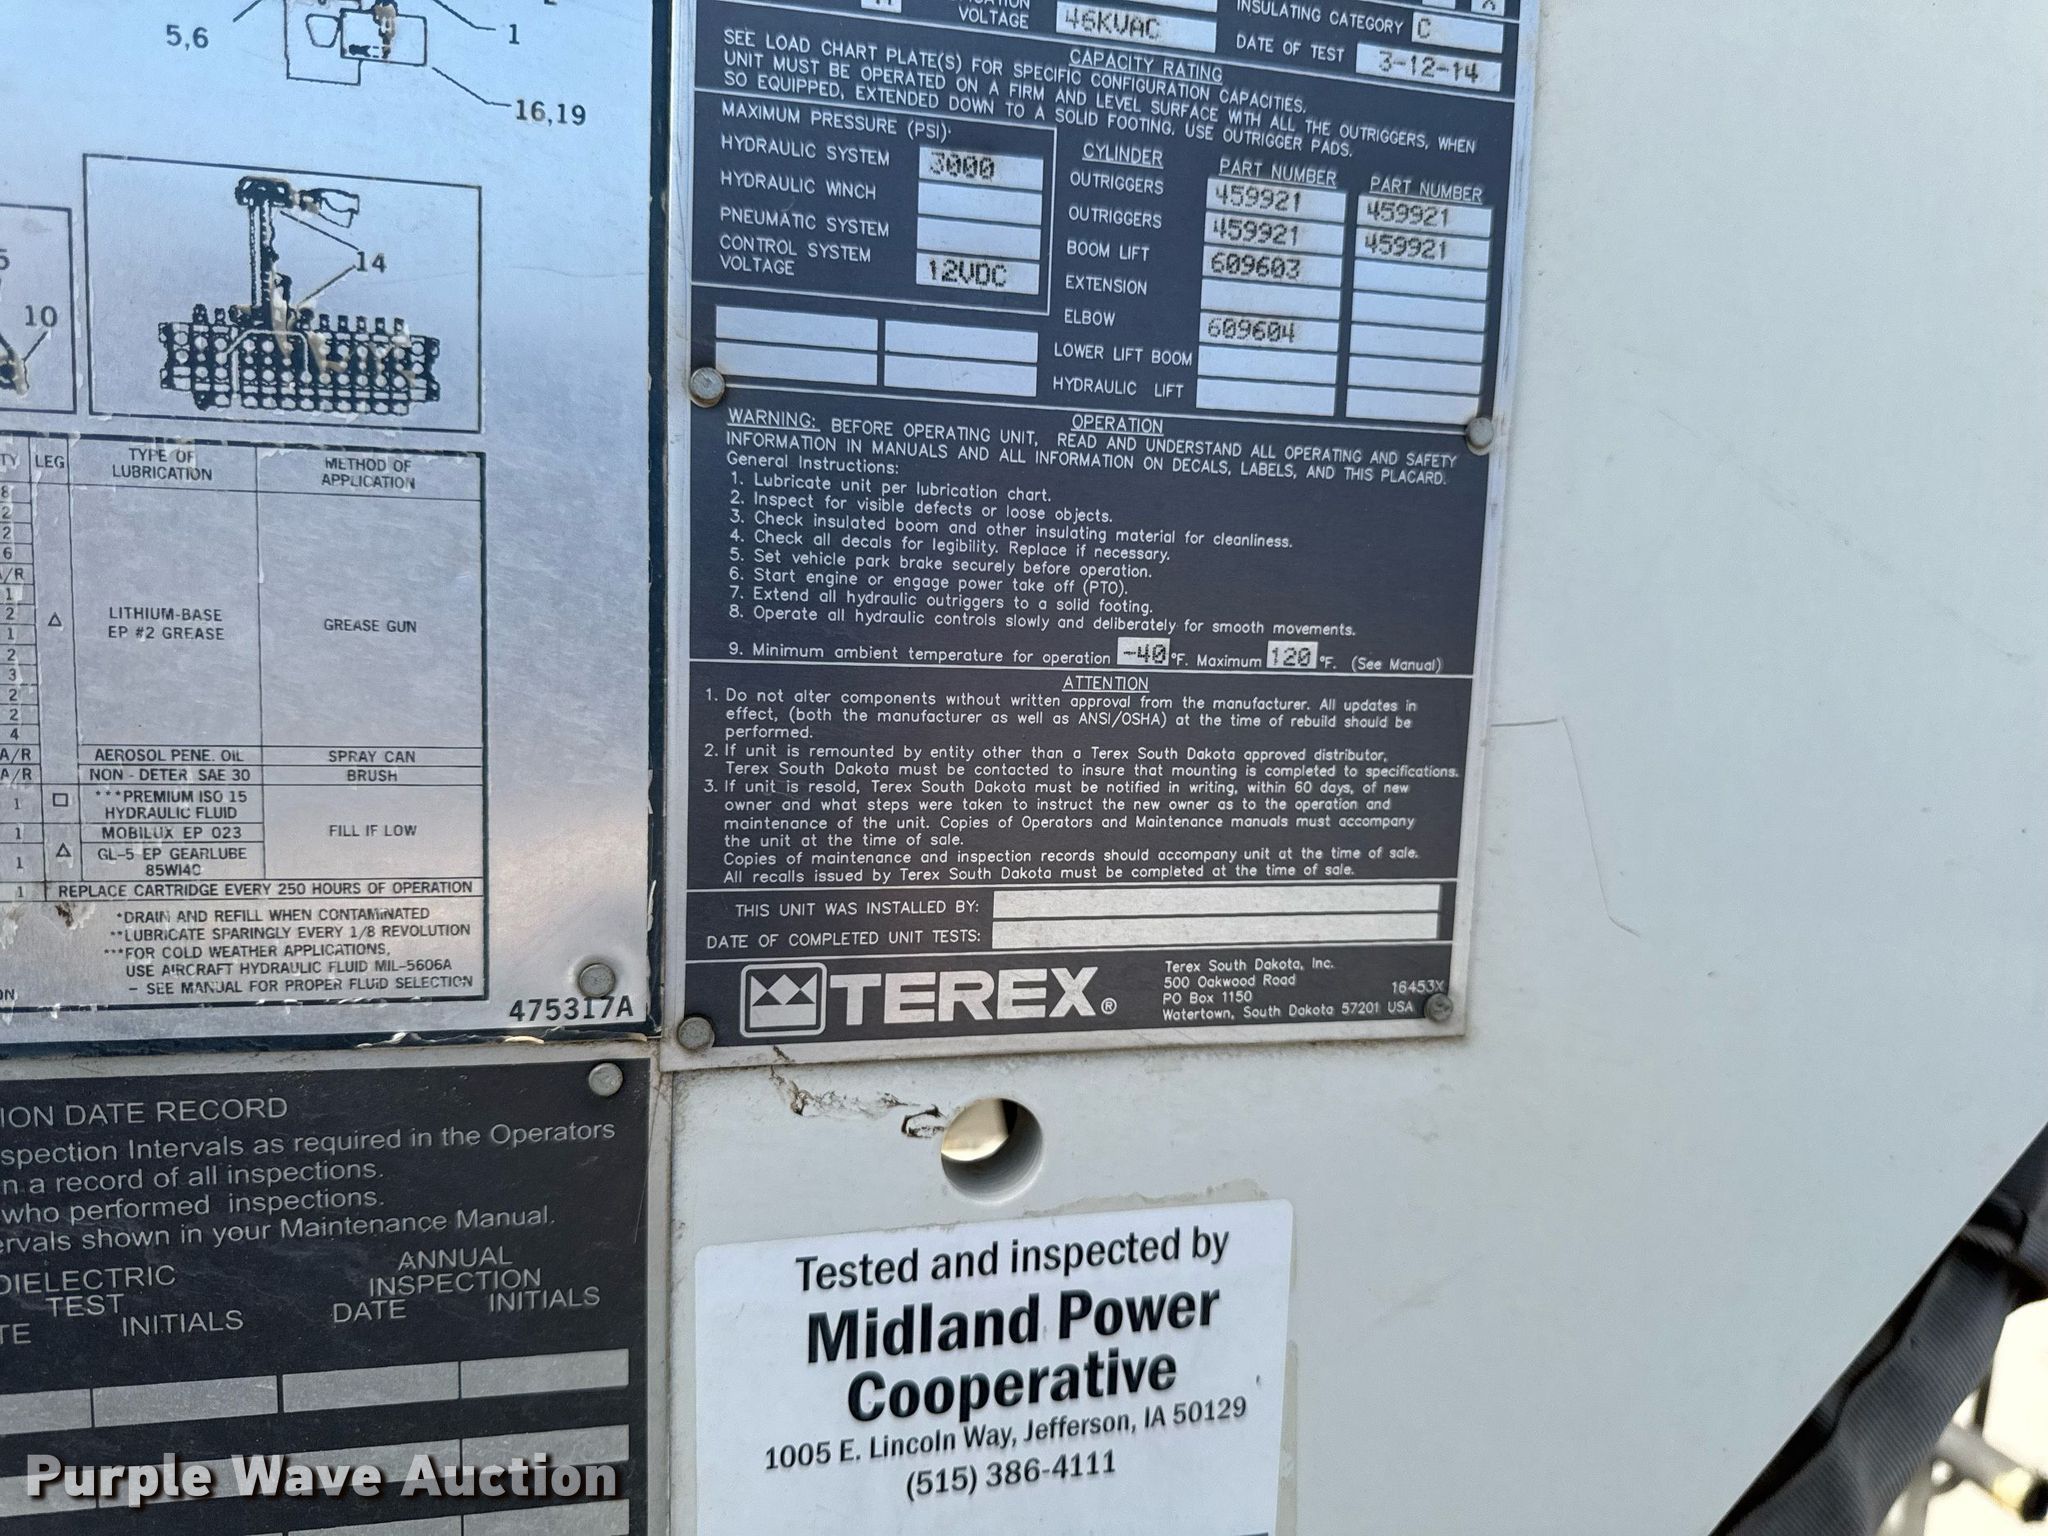 5,6
1
16,19
14
10
TY
LEG
TYPE OF
LUBRICATION
METHOD OF
APPLICATION
8
2
2
6
A/R
1
2
1
2
3
2
2
4
△
LITHIUM-BASE
EP #2 GREASE
GREASE GUN
A/R
AEROSOL PENE. OIL
SPRAY CAN
A/R
NON - DETER SAE 30
BRUSH
1
□
***PREMIUM ISO 15
HYDRAULIC FLUID
FILL IF LOW
1
MOBILUX EP 023
1
△
GL-5 EP GEARLUBE
85W140
1
REPLACE CARTRIDGE EVERY 250 HOURS OF OPERATION
*DRAIN AND REFILL WHEN CONTAMINATED
**LUBRICATE SPARINGLY EVERY 1/8 REVOLUTION
***FOR COLD WEATHER APPLICATIONS,
USE AIRCRAFT HYDRAULIC FLUID MIL-5606A
- SEE MANUAL FOR PROPER FLUID SELECTION
475317A
VOLTAGE
46KVAC
INSULATING CATEGORY C
DATE OF TEST 3-12-14
CAPACITY RATING
SEE LOAD CHART PLATE(S) FOR SPECIFIC CONFIGURATION CAPACITIES.
UNIT MUST BE OPERATED ON A FIRM AND LEVEL SURFACE WITH ALL THE OUTRIGGERS, WHEN
SO EQUIPPED, EXTENDED DOWN TO A SOLID FOOTING. USE OUTRIGGER PADS.
MAXIMUM PRESSURE (PSI):
HYDRAULIC SYSTEM 3000
HYDRAULIC WINCH
PNEUMATIC SYSTEM
CONTROL SYSTEM
VOLTAGE
12VDC
CYLINDER PART NUMBER PART NUMBER
OUTRIGGERS 459921 459921
OUTRIGGERS 459921 459921
BOOM LIFT 609603
EXTENSION
ELBOW 609604
LOWER LIFT BOOM
HYDRAULIC LIFT
OPERATION
WARNING: BEFORE OPERATING UNIT, READ AND UNDERSTAND ALL OPERATING AND SAFETY
INFORMATION IN MANUALS AND ALL INFORMATION ON DECALS, LABELS, AND THIS PLACARD.
General Instructions:
1. Lubricate unit per lubrication chart.
2. Inspect for visible defects or loose objects.
3. Check insulated boom and other insulating material for cleanliness.
4. Check all decals for legibility. Replace if necessary.
5. Set vehicle park brake securely before operation.
6. Start engine or engage power take off (PTO).
7. Extend all hydraulic outriggers to a solid footing.
8. Operate all hydraulic controls slowly and deliberately for smooth movements.
9. Minimum ambient temperature for operation -40 °F. Maximum 120 °F. (See Manual)
ATTENTION
1. Do not alter components without written approval from the manufacturer. All updates in
effect, (both the manufacturer as well as ANSI/OSHA) at the time of rebuild should be
performed.
2. If unit is remounted by entity other than a Terex South Dakota approved distributor,
Terex South Dakota must be contacted to insure that mounting is completed to specifications.
3. If unit is resold, Terex South Dakota must be notified in writing, within 60 days, of new
owner and what steps were taken to instruct the new owner as to the operation and
maintenance of the unit. Copies of Operators and Maintenance manuals must accompany
the unit at the time of sale.
Copies of maintenance and inspection records should accompany unit at the time of sale.
All recalls issued by Terex South Dakota must be completed at the time of sale.
THIS UNIT WAS INSTALLED BY:
DATE OF COMPLETED UNIT TESTS:
TEREX®
Terex South Dakota, Inc.
500 Oakwood Road
PO Box 1150
Watertown, South Dakota 57201 USA
16453X
ION DATE RECORD
spection Intervals as required in the Operators
n a record of all inspections.
who performed inspections.
ervals shown in your Maintenance Manual.
DIELECTRIC
TEST
TE
INITIALS
ANNUAL
INSPECTION
DATE
INITIALS
Tested and inspected by
Midland Power
Cooperative
1005 E. Lincoln Way, Jefferson, IA 50129
(515) 386-4111
Purple Wave Auction